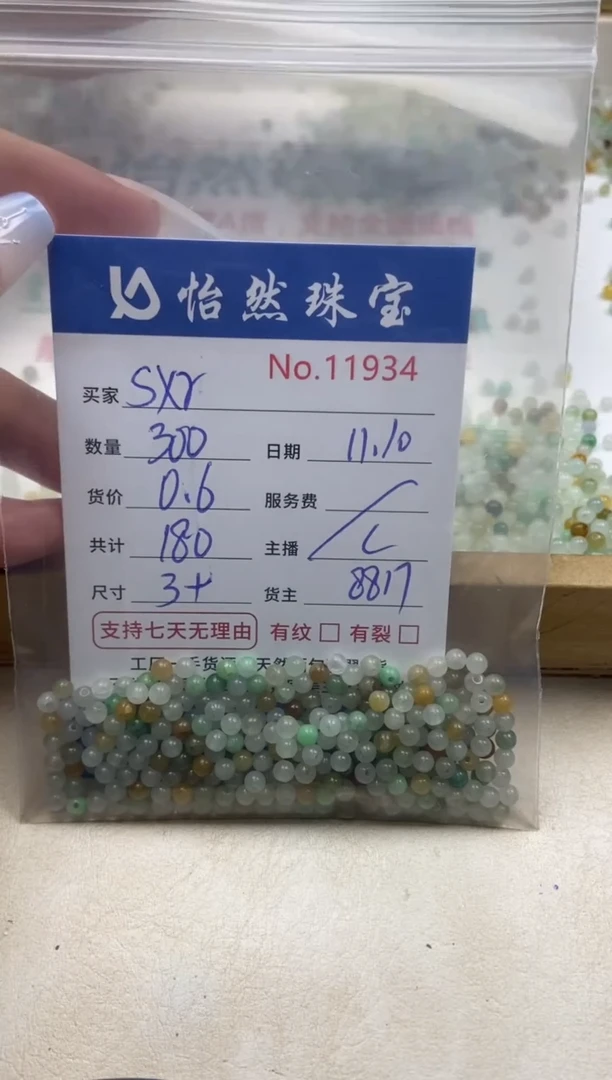 怡然珠宝
No.11934
买家 SXr
数量 300 日期 11.10
货价 0.6 服务费 /
共计 180 主播 L
尺寸 3+ 货主 8817
支持七天无理由 有纹 □ 有裂 □